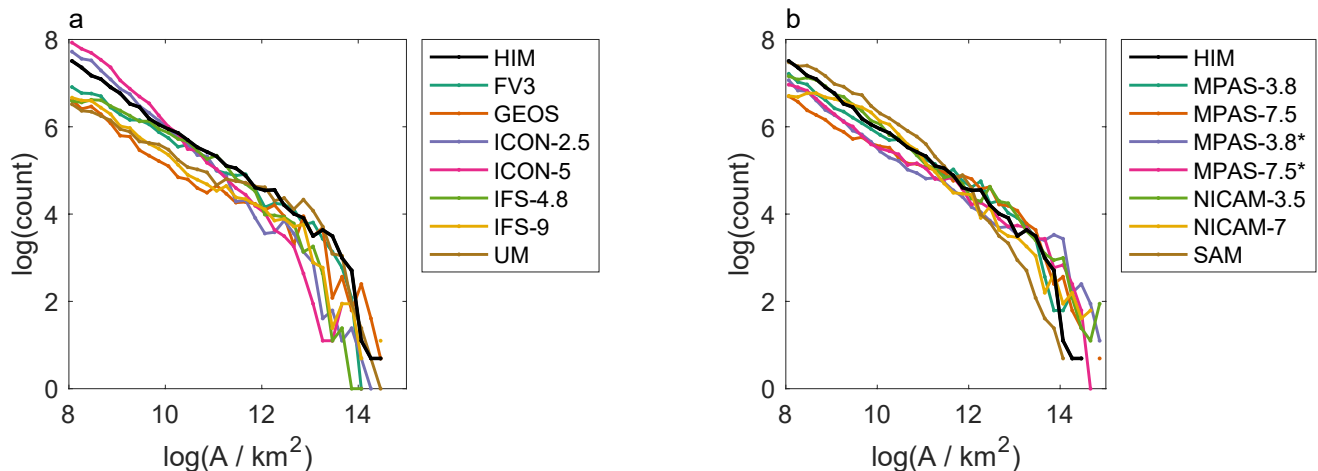 a
8
6
4
2
0
log(count)
8
10
12
14
log(A / km²)
HIM
FV3
GEOS
ICON-2.5
ICON-5
IFS-4.8
IFS-9
UM
b
8
6
4
2
0
log(count)
8
10
12
14
log(A / km²)
HIM
MPAS-3.8
MPAS-7.5
MPAS-3.8*
MPAS-7.5*
NICAM-3.5
NICAM-7
SAM